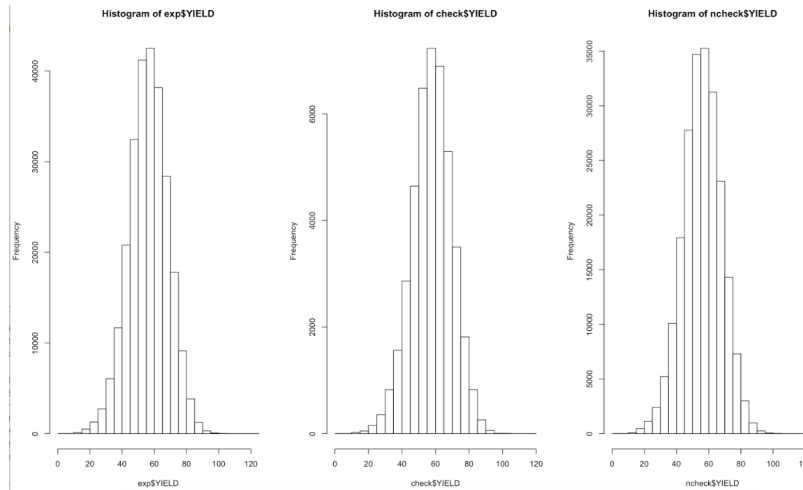 Histogram of exp$YIELD
Frequency
0
10000
20000
30000
40000
0 20 40 60 80 100 120
exp$YIELD
Histogram of check$YIELD
Frequency
0
2000
4000
6000
0 20 40 60 80 100 120
check$YIELD
Histogram of ncheck$YIELD
Frequency
0
5000
10000
15000
20000
25000
30000
35000
0 20 40 60 80 100
ncheck$YIELD